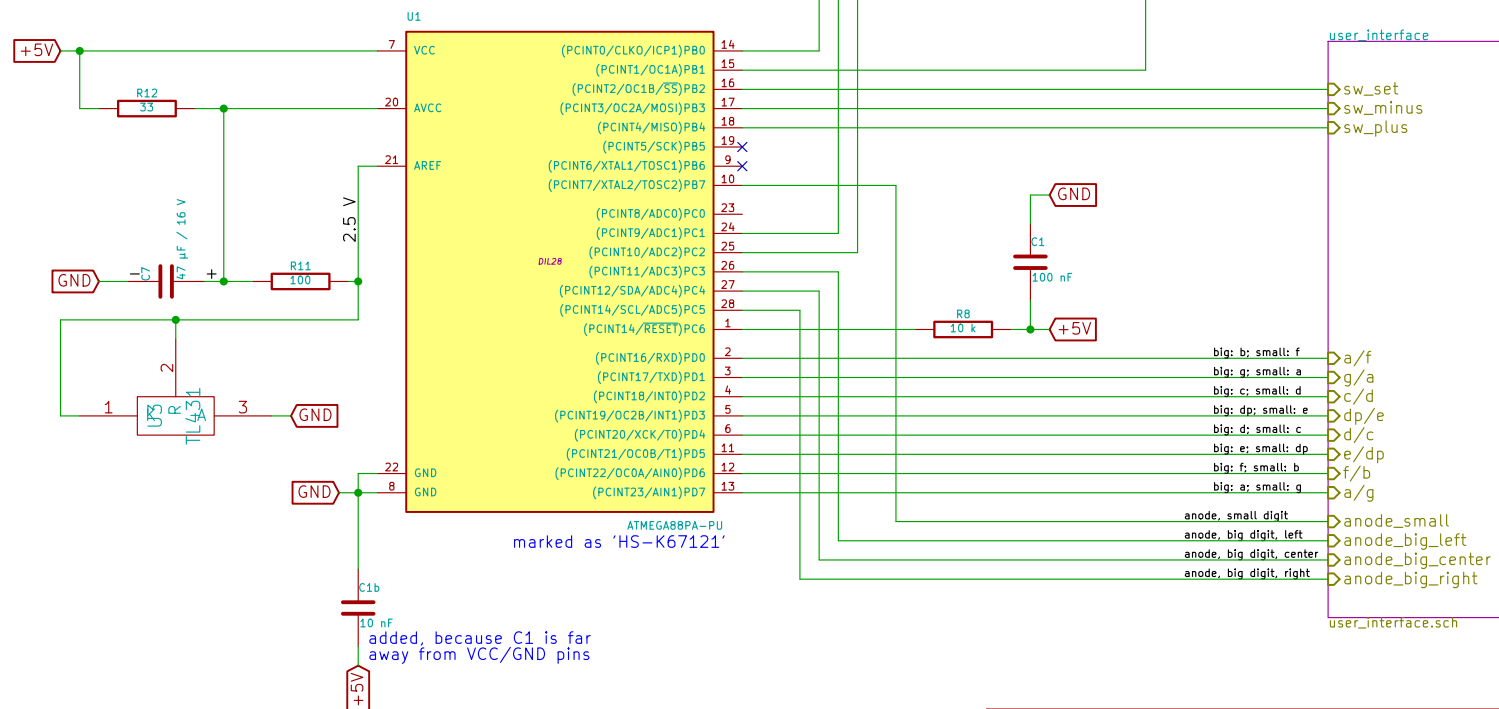 U1
+5V
7
VCC
R12
33
20
AVCC
21
AREF
2.5 V
47 µF / 16 V
C7
GND
−
+
R11
100
2
1
U3
K
R
A
TL431
3
GND
22
GND
GND
8
GND
C1b
10 nF
added, because C1 is far
away from VCC/GND pins
+5V
(PCINT0/CLKO/ICP1)PB0 14
(PCINT1/OC1A)PB1 15
(PCINT2/OC1B/SS)PB2 16
(PCINT3/OC2A/MOSI)PB3 17
(PCINT4/MISO)PB4 18
(PCINT5/SCK)PB5 19
(PCINT6/XTAL1/TOSC1)PB6 9
(PCINT7/XTAL2/TOSC2)PB7 10
(PCINT8/ADC0)PC0 23
(PCINT9/ADC1)PC1 24
(PCINT10/ADC2)PC2 25
DIL28
(PCINT11/ADC3)PC3 26
(PCINT12/SDA/ADC4)PC4 27
(PCINT14/SCL/ADC5)PC5 28
(PCINT14/RESET)PC6 1
(PCINT16/RXD)PD0 2
(PCINT17/TXD)PD1 3
(PCINT18/INT0)PD2 4
(PCINT19/OC2B/INT1)PD3 5
(PCINT20/XCK/T0)PD4 6
(PCINT21/OC0B/T1)PD5 11
(PCINT22/OC0A/AIN0)PD6 12
(PCINT23/AIN1)PD7 13
ATMEGA88PA-PU
marked as 'HS-K67121'
GND
C1
100 nF
R8
10 k
+5V
user_interface
sw_set
sw_minus
sw_plus
big: b; small: f a/f
big: g; small: a g/a
big: c; small: d c/d
big: dp; small: e dp/e
big: d; small: c d/c
big: e; small: dp e/dp
big: f; small: b f/b
big: a; small: g a/g
anode, small digit anode_small
anode, big digit, left anode_big_left
anode, big digit, center anode_big_center
anode, big digit, right anode_big_right
user_interface.sch